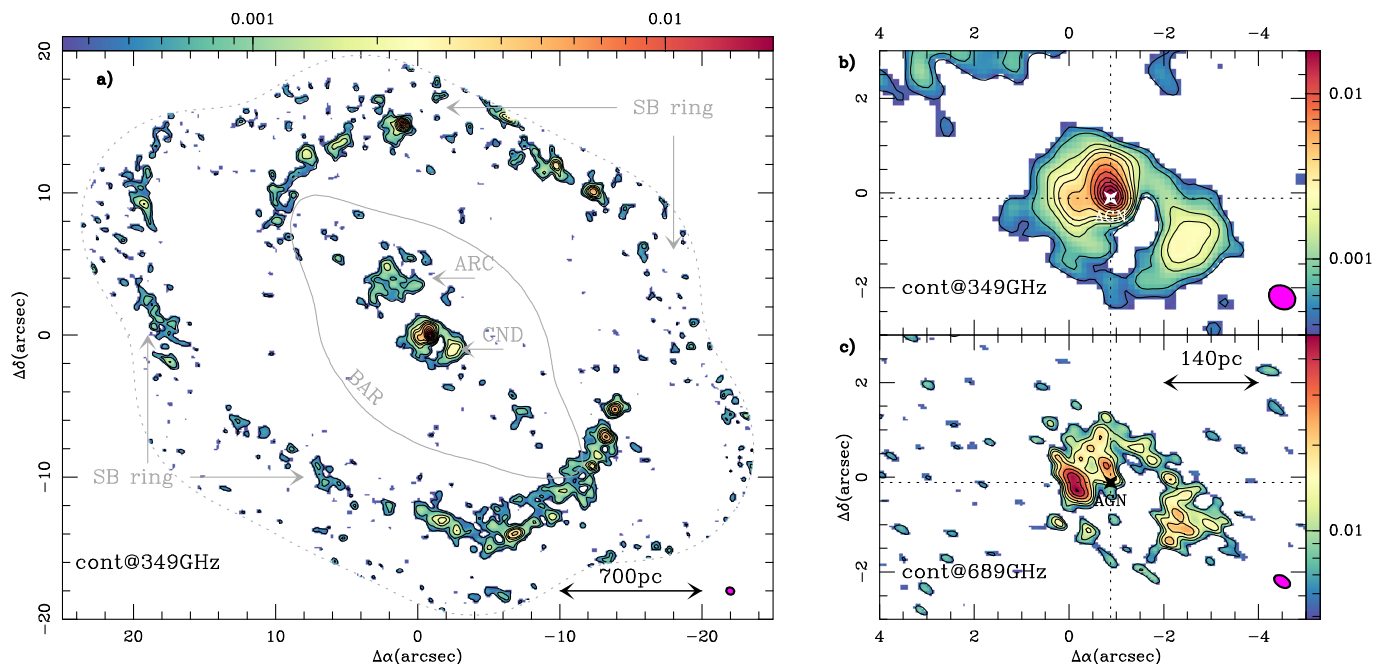 0.001 0.01
a)
20
10
0
−10
−20
Δδ(arcsec)
SB ring
ARC
GND
BAR
SB ring
cont@349GHz
700pc
20 10 0 −10 −20
Δα(arcsec)
4 2 0 −2 −4
b)
2
0
−2
Δδ(arcsec)
AGN
cont@349GHz
0.01
0.001
c)
140pc
2
0
−2
Δδ(arcsec)
AGN
cont@689GHz
0.01
4 2 0 −2 −4
Δα(arcsec)